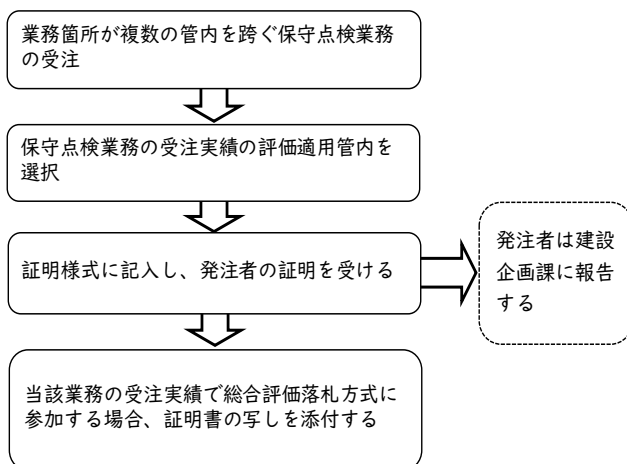 業務箇所が複数の管内を跨ぐ保守点検業務
の受注
保守点検業務の受注実績の評価適用管内を
選択
証明様式に記入し、発注者の証明を受ける
発注者は建設
企画課に報告
する
当該業務の受注実績で総合評価落札方式に
参加する場合、証明書の写しを添付する